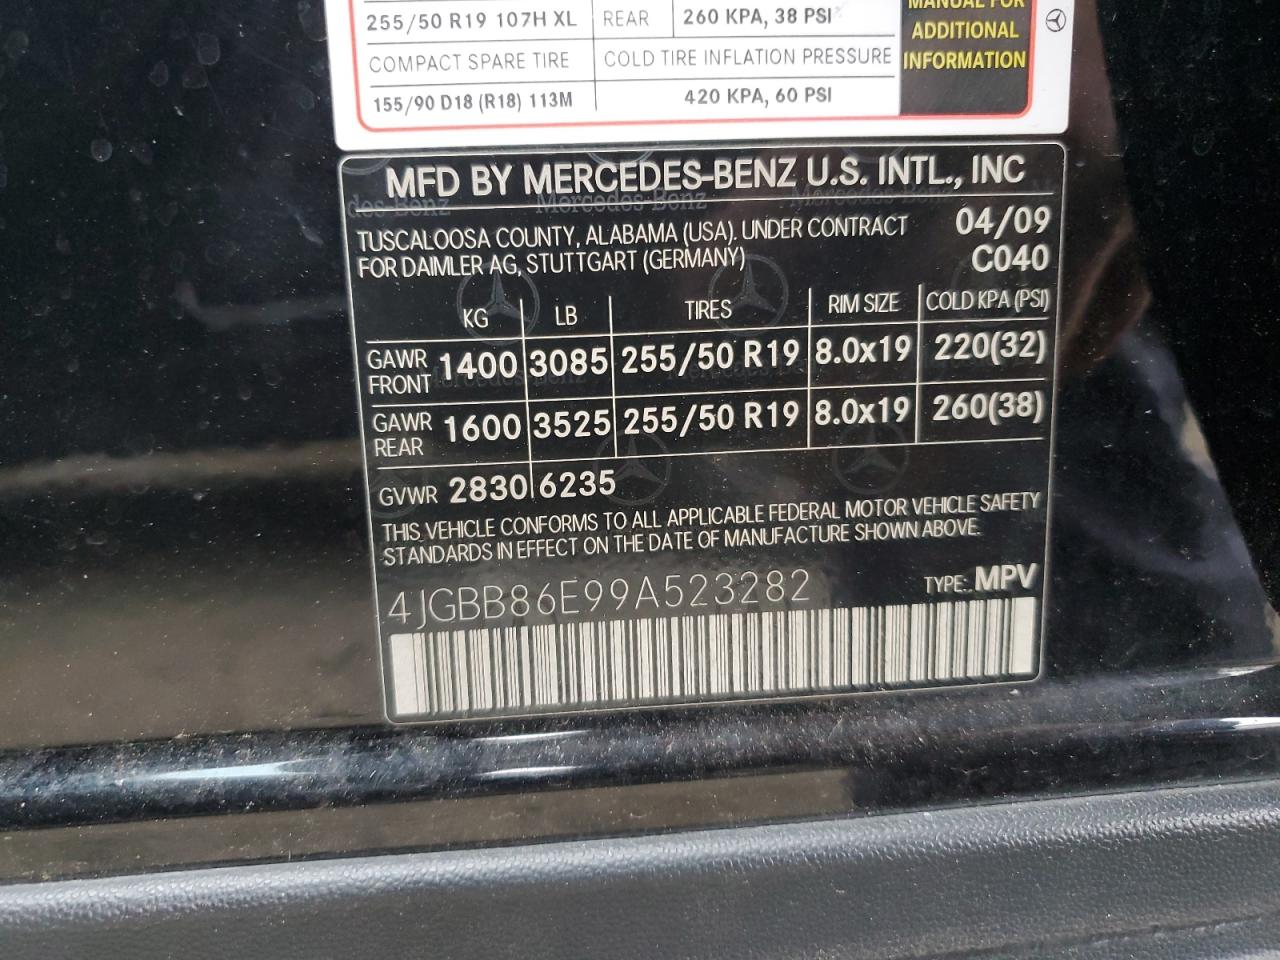 255/50 R19 107H XL REAR 260 KPA, 38 PSI
MANUAL FOR
ADDITIONAL
INFORMATION
COMPACT SPARE TIRE COLD TIRE INFLATION PRESSURE
155/90 D18 (R18) 113M 420 KPA, 60 PSI
MFD BY MERCEDES-BENZ U.S. INTL., INC
TUSCALOOSA COUNTY, ALABAMA (USA). UNDER CONTRACT 04/09
FOR DAIMLER AG, STUTTGART (GERMANY) C040
KG LB TIRES RIM SIZE COLD KPA (PSI)
GAWR FRONT 1400 3085 255/50 R19 8.0x19 220(32)
GAWR REAR 1600 3525 255/50 R19 8.0x19 260(38)
GVWR 2830 6235
THIS VEHICLE CONFORMS TO ALL APPLICABLE FEDERAL MOTOR VEHICLE SAFETY
STANDARDS IN EFFECT ON THE DATE OF MANUFACTURE SHOWN ABOVE.
4JGBB86E99A523282 TYPE: MPV